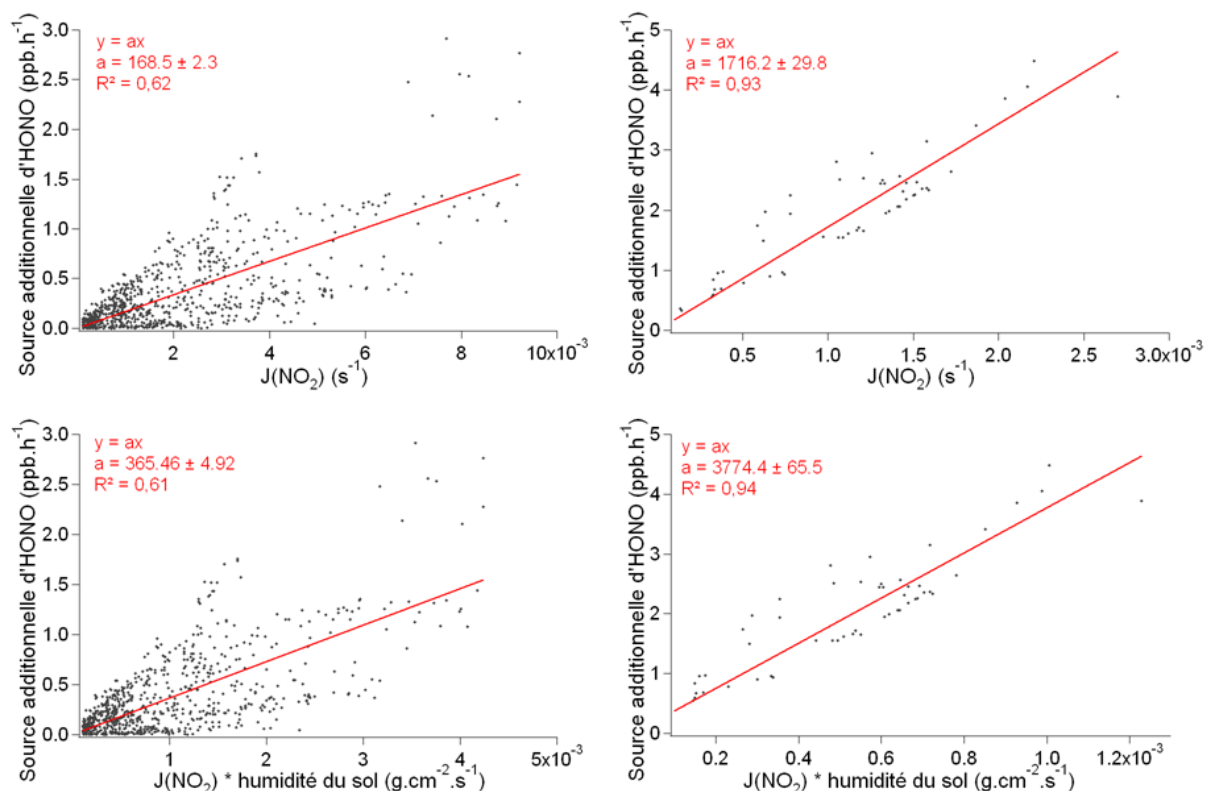 Source additionnelle d'HONO (ppb.h⁻¹)
3.0
2.5
2.0
1.5
1.0
0.5
0.0
y = ax
a = 168.5 ± 2.3
R² = 0,62
2 4 6 8 10x10⁻³
J(NO₂) (s⁻¹)
Source additionnelle d'HONO (ppb.h⁻¹)
5
4
3
2
1
0
y = ax
a = 1716.2 ± 29.8
R² = 0,93
0.5 1.0 1.5 2.0 2.5 3.0x10⁻³
J(NO₂) (s⁻¹)
Source additionnelle d'HONO (ppb.h⁻¹)
3.0
2.5
2.0
1.5
1.0
0.5
0.0
y = ax
a = 365.46 ± 4.92
R² = 0,61
1 2 3 4 5x10⁻³
J(NO₂) * humidité du sol (g.cm⁻².s⁻¹)
Source additionnelle d'HONO (ppb.h⁻¹)
5
4
3
2
1
0
y = ax
a = 3774.4 ± 65.5
R² = 0,94
0.2 0.4 0.6 0.8 1.0 1.2x10⁻³
J(NO₂) * humidité du sol (g.cm⁻².s⁻¹)